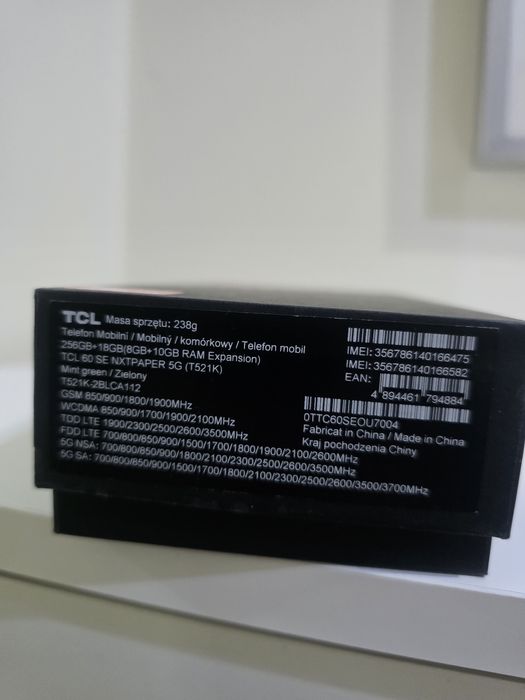 TCL Masa sprzętu: 238g
Telefon Mobilni / Mobilný / komórkowy / Telefon mobil
256GB+18GB(8GB+10GB RAM Expansion)
TCL 60 SE NXTPAPER 5G (T521K)
Mint green / Zielony
T521K-2BLCA112
GSM 850/900/1800/1900MHz
WCDMA 850/900/1700/1900/2100MHz
TDD LTE 1900/2300/2500/2600/3500MHz
FDD LTE 700/800/850/900/1500/1700/1800/1900/2100/2600MHz
5G NSA: 700/800/850/900/1800/2100/2300/2500/2600/3500MHz
5G SA: 700/800/850/900/1500/1700/1800/2100/2300/2500/2600/3500/3700MHz
IMEI: 356786140166475
IMEI: 356786140166582
EAN:
4 894461 794884
0TTC60SEOU7004
Fabricat in China / Made in China
Kraj pochodzenia Chiny